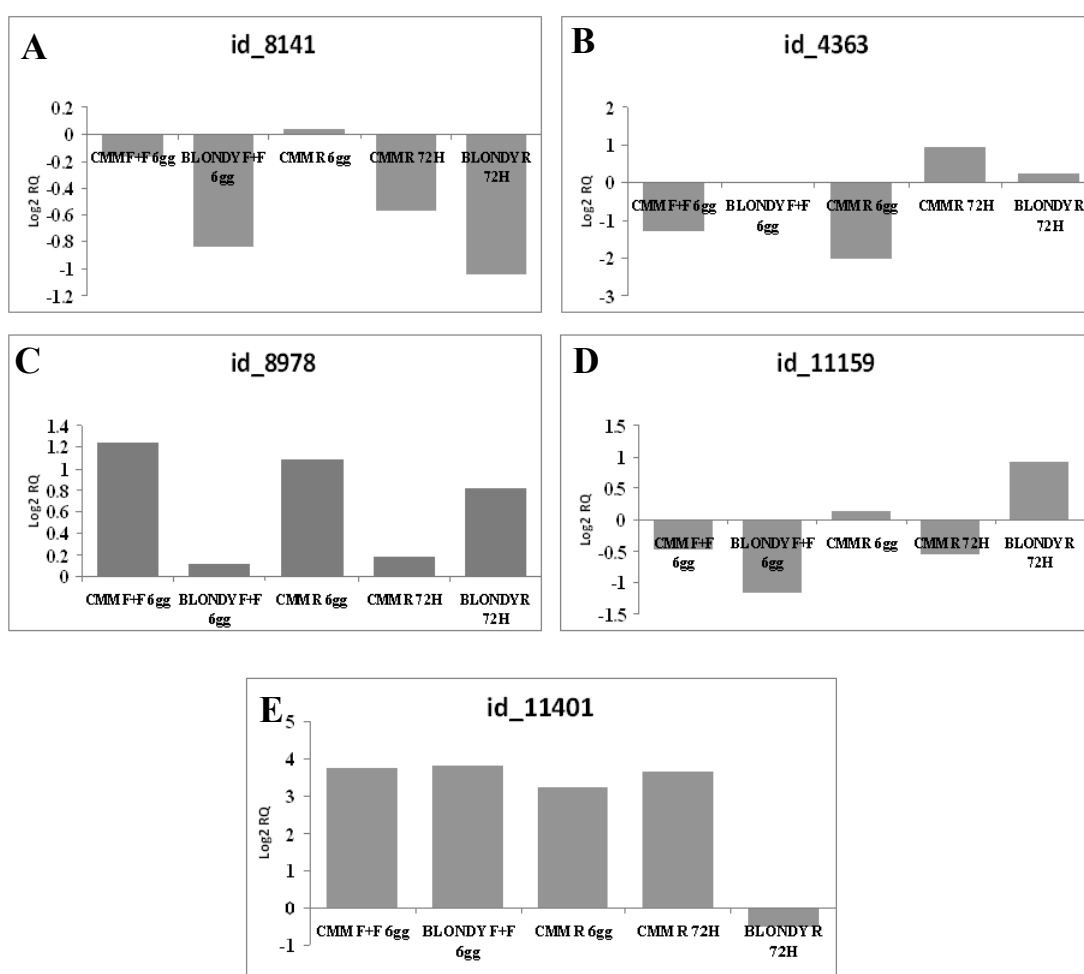 A
id_8141
Log2 RQ
0.2
0
-0.2
-0.4
-0.6
-0.8
-1
-1.2
CMM F+F 6gg
BLONDY F+F
6gg
CMM R 6gg
CMM R 72H
BLONDY R
72H
B
id_4363
Log2 RQ
2
1
0
-1
-2
-3
CMM F+F 6gg
BLONDY F+F
6gg
CMM R 6gg
CMM R 72H
BLONDY R
72H
C
id_8978
Log2 RQ
1.4
1.2
1
0.8
0.6
0.4
0.2
0
CMM F+F 6gg
BLONDY F+F
6gg
CMM R 6gg
CMM R 72H
BLONDY R
72H
D
id_11159
Log2 RQ
1.5
1
0.5
0
-0.5
-1
-1.5
CMM F+F
6gg
BLONDY F+F
6gg
CMM R 6gg
CMM R 72H
BLONDY R
72H
E
id_11401
Log2 RQ
5
4
3
2
1
0
-1
CMM F+F 6gg
BLONDY F+F
6gg
CMM R 6gg
CMM R 72H
BLONDY R
72H